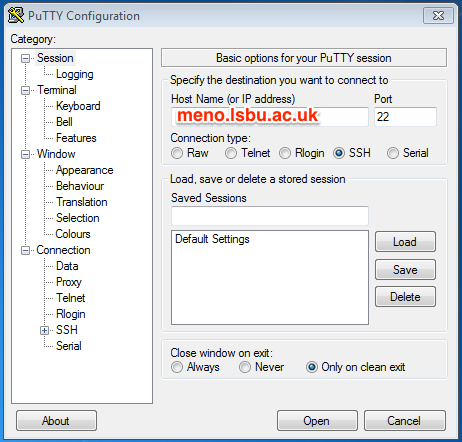 PuTTY Configuration
Category:
Session
Logging
Terminal
Keyboard
Bell
Features
Window
Appearance
Behaviour
Translation
Selection
Colours
Connection
Data
Proxy
Telnet
Rlogin
SSH
Serial
Basic options for your PuTTY session
Specify the destination you want to connect to
Host Name (or IP address) Port
meno.lsbu.ac.uk 22
Connection type:
Raw Telnet Rlogin SSH Serial
Load, save or delete a stored session
Saved Sessions
Default Settings
Load
Save
Delete
Close window on exit:
Always Never Only on clean exit
About Open Cancel